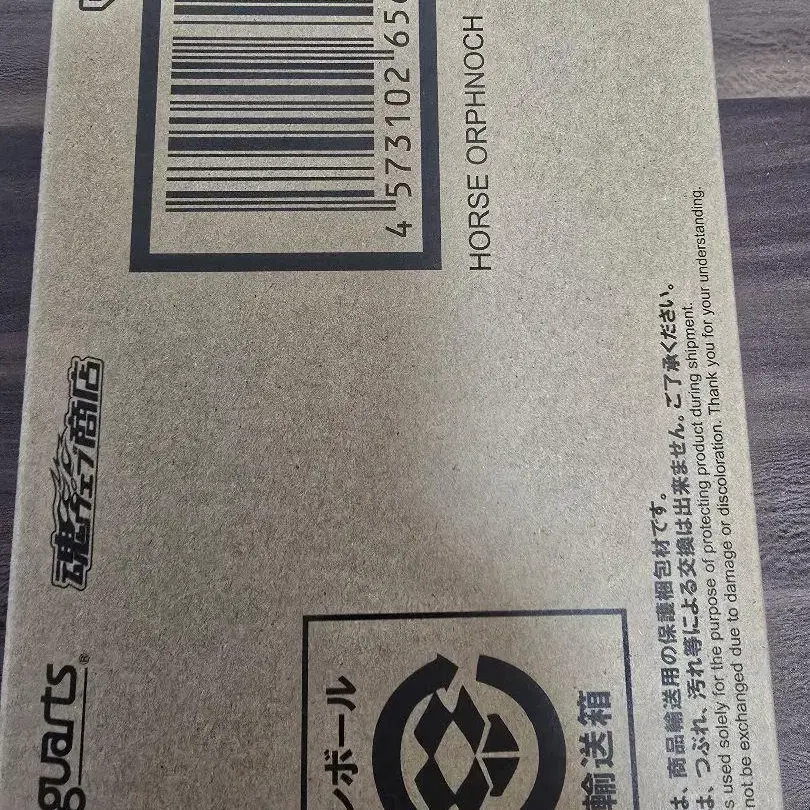 4 573102 65
HORSE ORPHNOCH
魂ウェブ商店
guarts®
ンボール
輸送箱
は、商品輸送用の保護梱包材です。
は、つぶれ、汚れ等による交換は出来ません。ご了承ください。
used solely for the purpose of protecting product during shipment.
not be exchanged due to damage or discoloration. Thank you for your understanding.